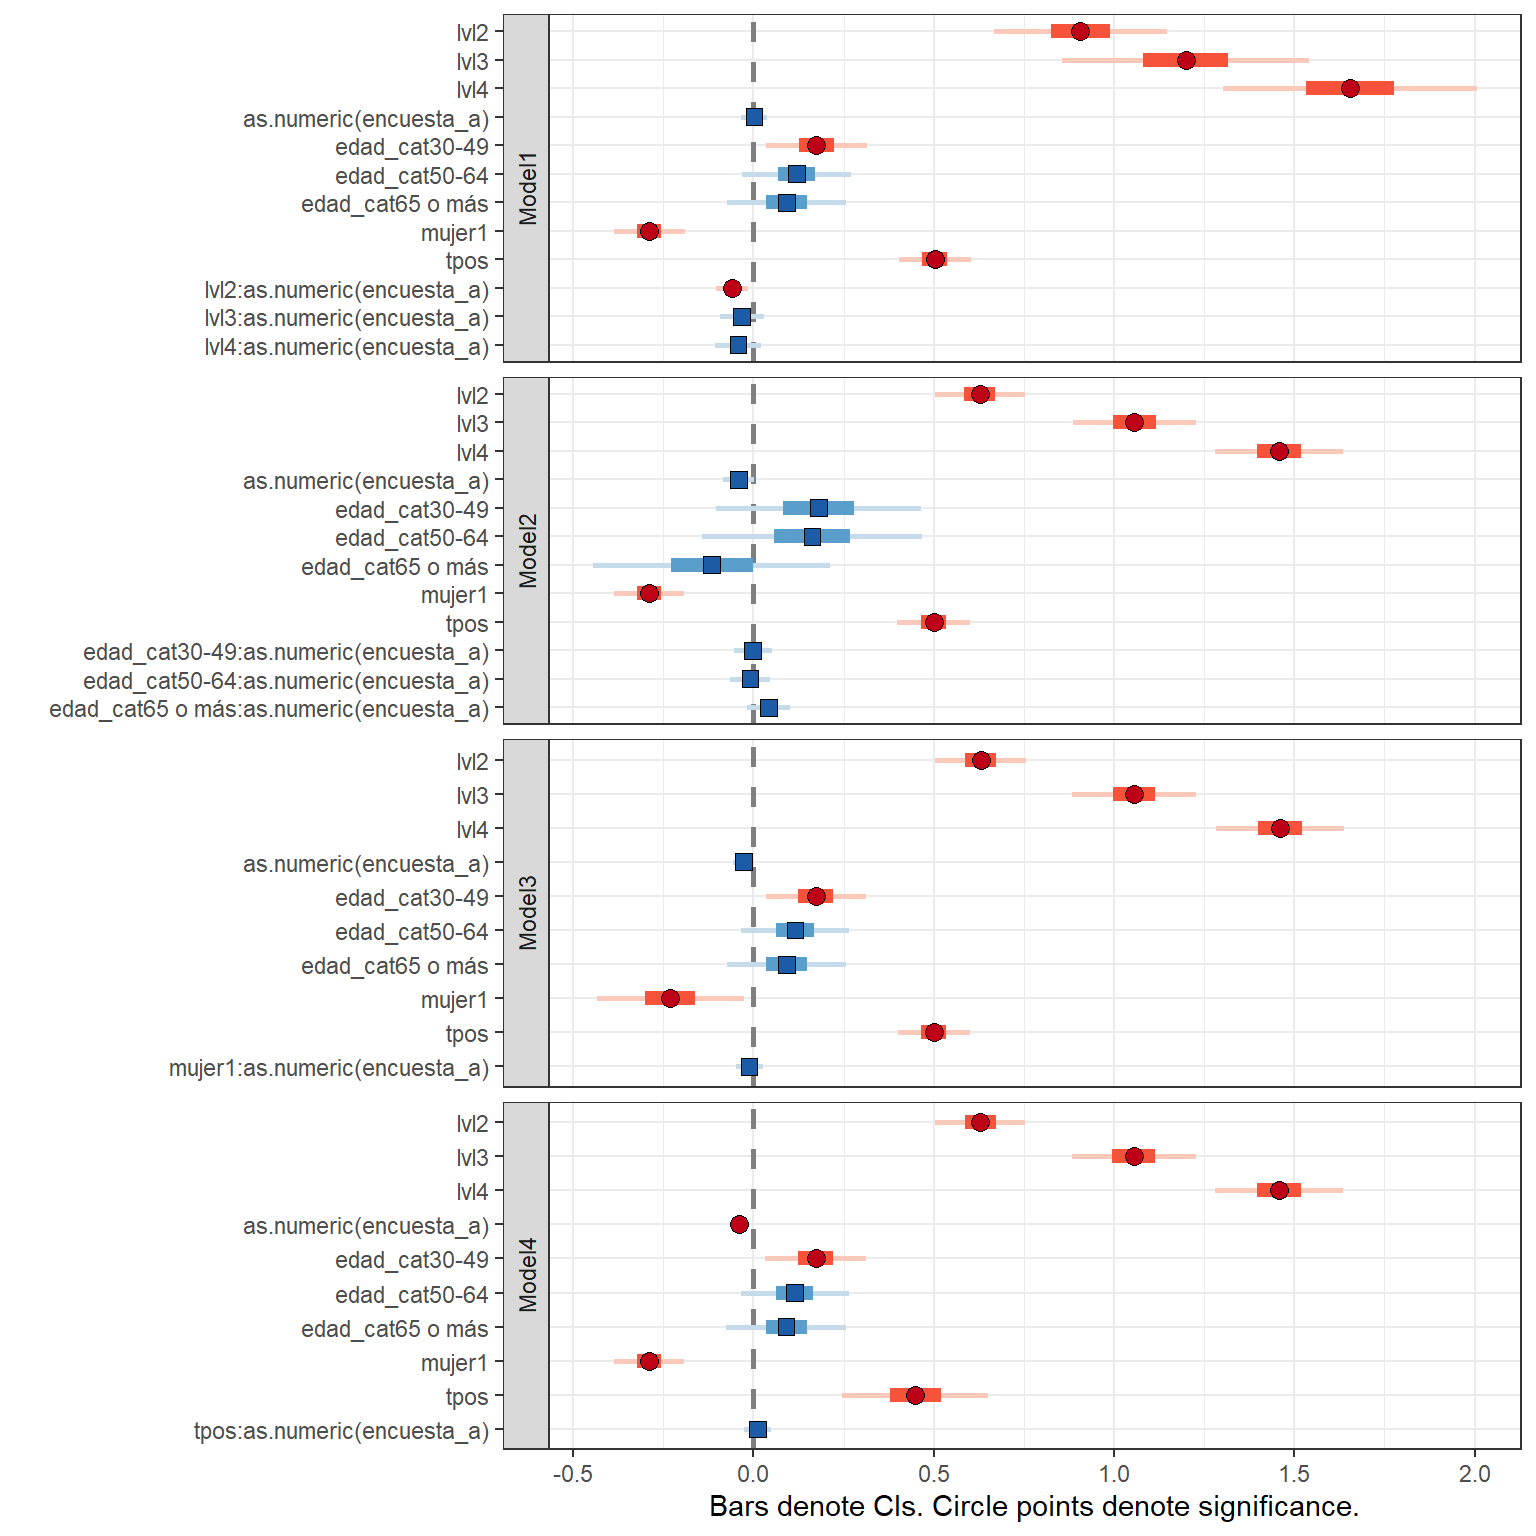 Model1
lvl2
lvl3
lvl4
as.numeric(encuesta_a)
edad_cat30-49
edad_cat50-64
edad_cat65 o más
mujer1
tpos
lvl2:as.numeric(encuesta_a)
lvl3:as.numeric(encuesta_a)
lvl4:as.numeric(encuesta_a)
Model2
lvl2
lvl3
lvl4
as.numeric(encuesta_a)
edad_cat30-49
edad_cat50-64
edad_cat65 o más
mujer1
tpos
edad_cat30-49:as.numeric(encuesta_a)
edad_cat50-64:as.numeric(encuesta_a)
edad_cat65 o más:as.numeric(encuesta_a)
Model3
lvl2
lvl3
lvl4
as.numeric(encuesta_a)
edad_cat30-49
edad_cat50-64
edad_cat65 o más
mujer1
tpos
mujer1:as.numeric(encuesta_a)
Model4
lvl2
lvl3
lvl4
as.numeric(encuesta_a)
edad_cat30-49
edad_cat50-64
edad_cat65 o más
mujer1
tpos
tpos:as.numeric(encuesta_a)
-0.5 0.0 0.5 1.0 1.5 2.0
Bars denote CIs. Circle points denote significance.